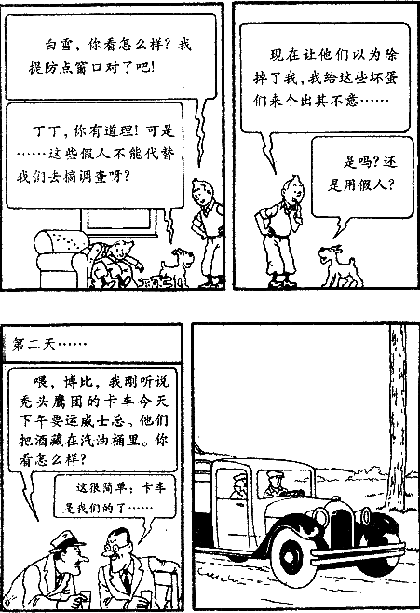 白雪，你看怎么样？我
提防点窗口对了吧！
丁丁，你有道理！可是
……这些假人不能代替
我们去搞调查呀？
现在让他们以为除
掉了我，我给这些坏蛋
们来个出其不意……
是吗？还
是用假人？
第二天……
喂，博比，我刚听说
秃头鹰国的卡车今天
下午要运威士忌、他们
把酒藏在汽油桶里。你
看怎么样？
这很简单；卡车
是我们的了……